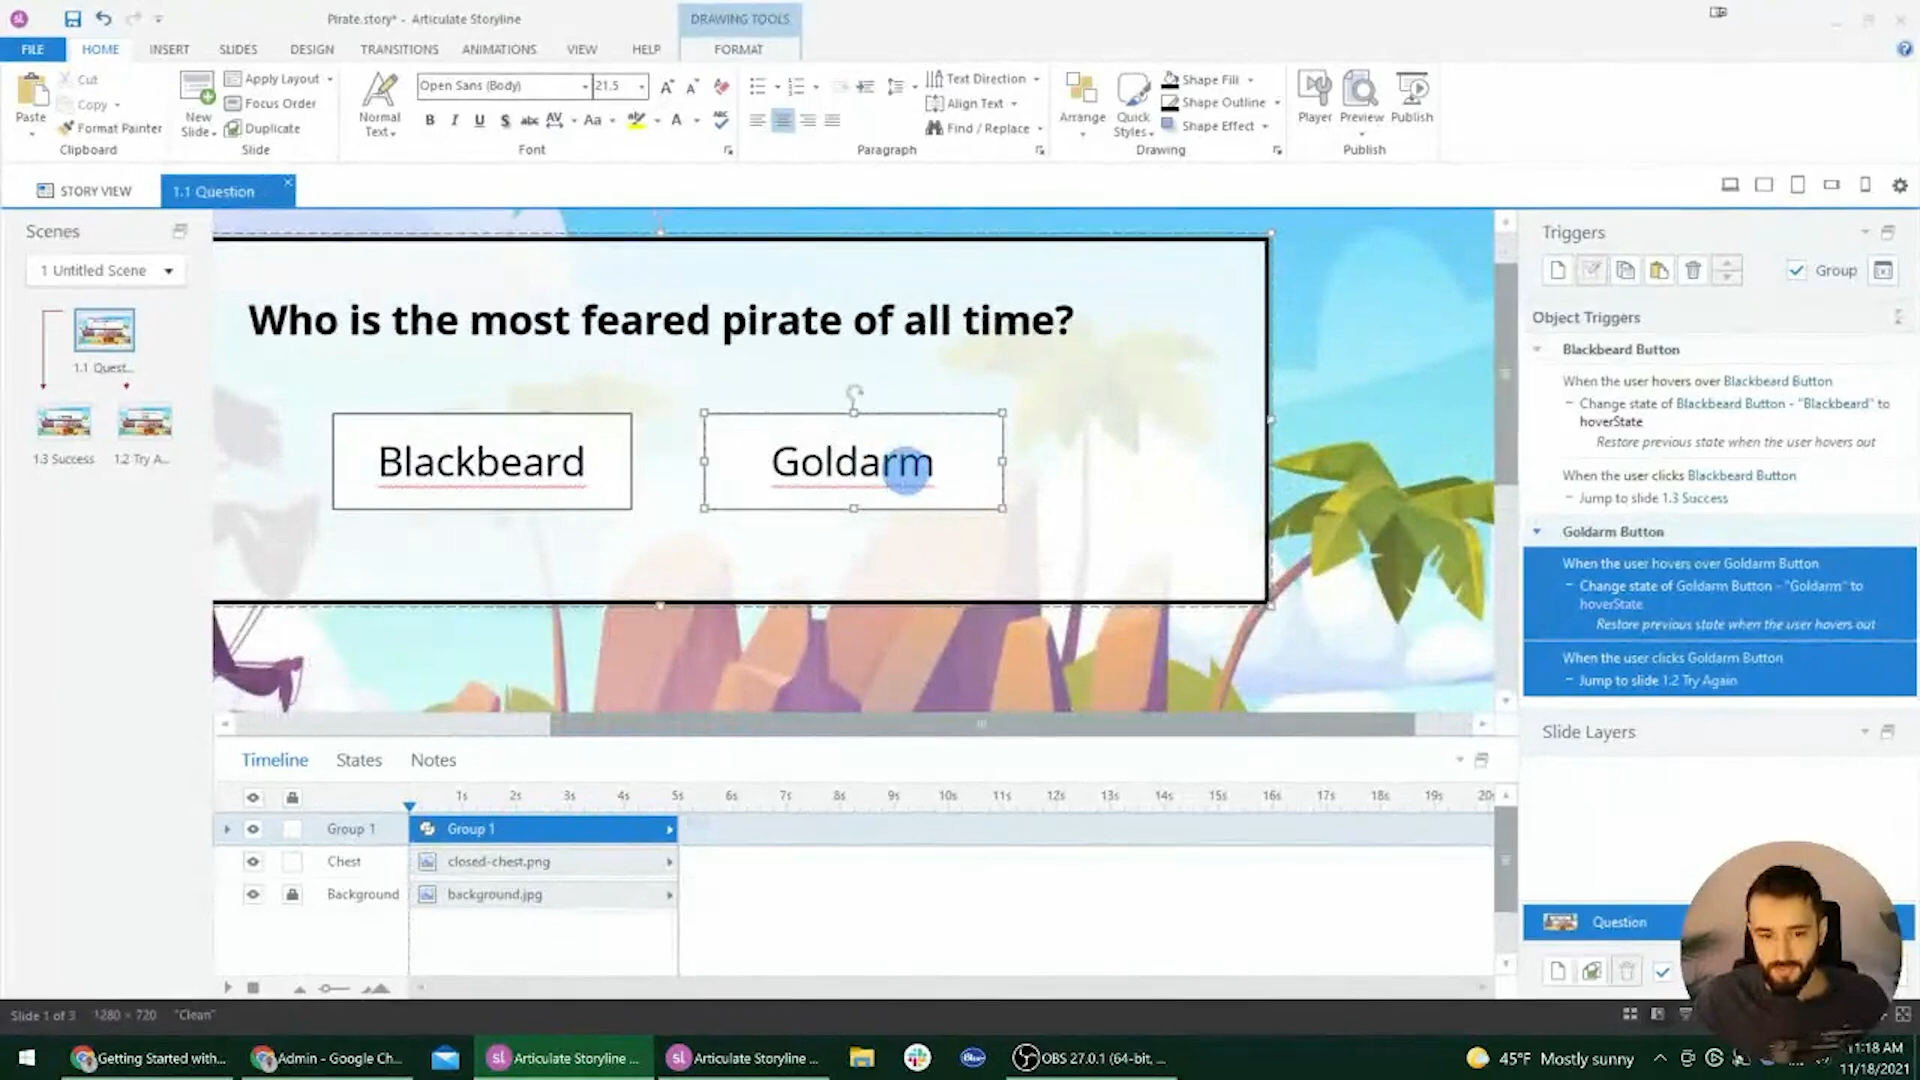 Pirate.story* - Articulate Storyline
DRAWING TOOLS
FILE HOME INSERT SLIDES DESIGN TRANSITIONS ANIMATIONS VIEW HELP FORMAT
Paste
Cut
Copy
Format Painter
Clipboard
New Slide
Apply Layout
Focus Order
Duplicate
Slide
Normal Text
Open Sans (Body) 21.5
B I U S abc AV Aa A ABC
Font
Text Direction
Align Text
Find / Replace
Paragraph
Arrange
Quick Styles
Shape Fill
Shape Outline
Shape Effect
Drawing
Player Preview Publish
Publish
STORY VIEW
1.1 Question
Scenes
1 Untitled Scene
1.1 Quest...
1.3 Success
1.2 Try A...
Who is the most feared pirate of all time?
Blackbeard
Goldarm
Triggers
Group
Object Triggers
Blackbeard Button
When the user hovers over Blackbeard Button
Change state of Blackbeard Button - "Blackbeard" to
hoverState
Restore previous state when the user hovers out
When the user clicks Blackbeard Button
Jump to slide 1.3 Success
Goldarm Button
When the user hovers over Goldarm Button
Change state of Goldarm Button - "Goldarm" to
hoverState
Restore previous state when the user hovers out
When the user clicks Goldarm Button
Jump to slide 1.2 Try Again
Slide Layers
Question
Timeline States Notes
1s 2s 3s 4s 5s 6s 7s 8s 9s 10s 11s 12s 13s 14s 15s 16s 17s 18s 19s 20s
Group 1 Group 1
Chest closed-chest.png
Background background.jpg
Slide 1 of 3 1280 × 720 "Clean"
Getting Started with...
Admin - Google Ch...
Articulate Storyline ...
Articulate Storyline ...
OBS 27.0.1 (64-bit, ...
45°F Mostly sunny
11:18 AM
11/18/2021